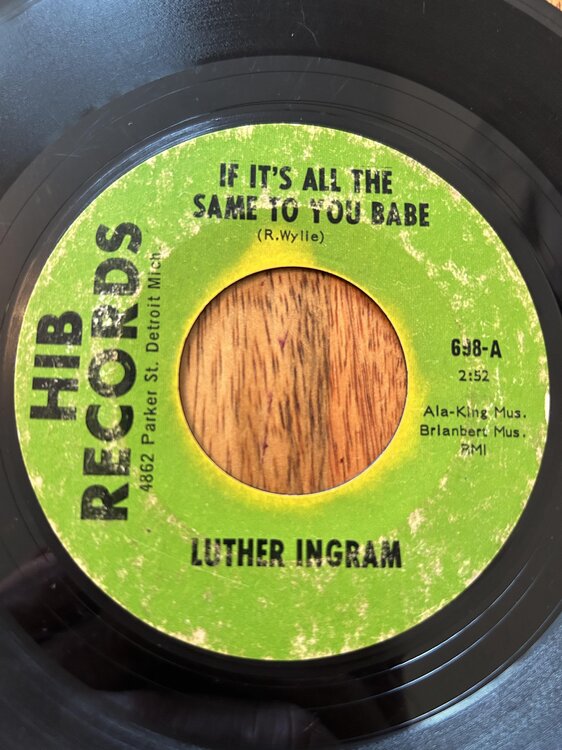 IF IT'S ALL THE
SAME TO YOU BABE
(R.Wylie)
HIB
RECORDS
4862 Parker St. Detroit Mich.
698-A
2:52
Ala-King Mus.
Brianbert Mus.
BMI
LUTHER INGRAM